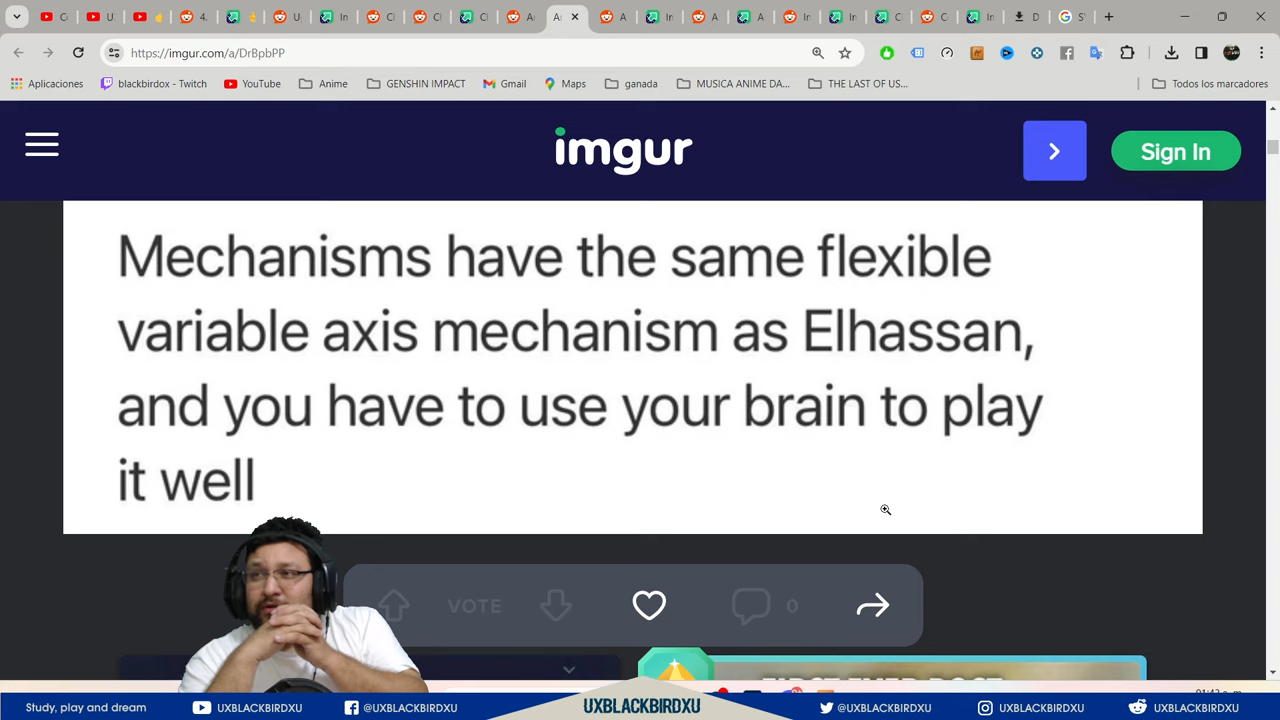 https://imgur.com/a/DrBpbPP
Aplicaciones
blackbirdox - Twitch
YouTube
Anime
GENSHIN IMPACT
Gmail
Maps
ganada
MUSICA ANIME DA...
THE LAST OF US...
Todos los marcadores
imgur
Sign In
Mechanisms have the same flexible
variable axis mechanism as Elhassan,
and you have to use your brain to play
it well
VOTE
0
Study, play and dream
UXBLACKBIRDXU
@UXBLACKBIRDXU
UXBLACKBIRDXU
@UXBLACKBIRDXU
UXBLACKBIRDXU
UXBLACKBIRDXU